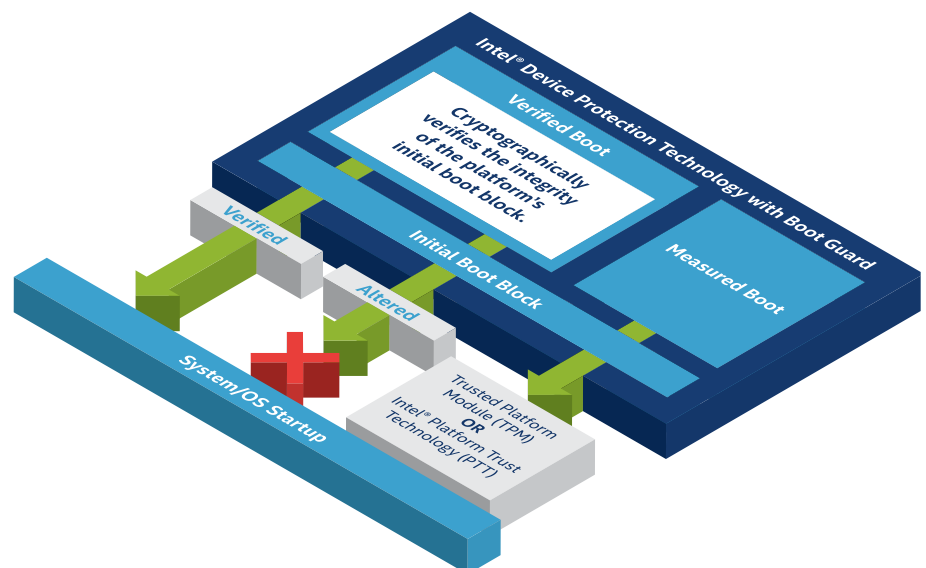 Intel® Device Protection Technology with Boot Guard
Verified Boot
Cryptographically
verifies the integrity
of the platform's
initial boot block.
Measured Boot
Initial Boot Block
Verified
Altered
Trusted Platform
Module (TPM)
OR
Intel® Platform Trust
Technology (PTT)
System/OS Startup